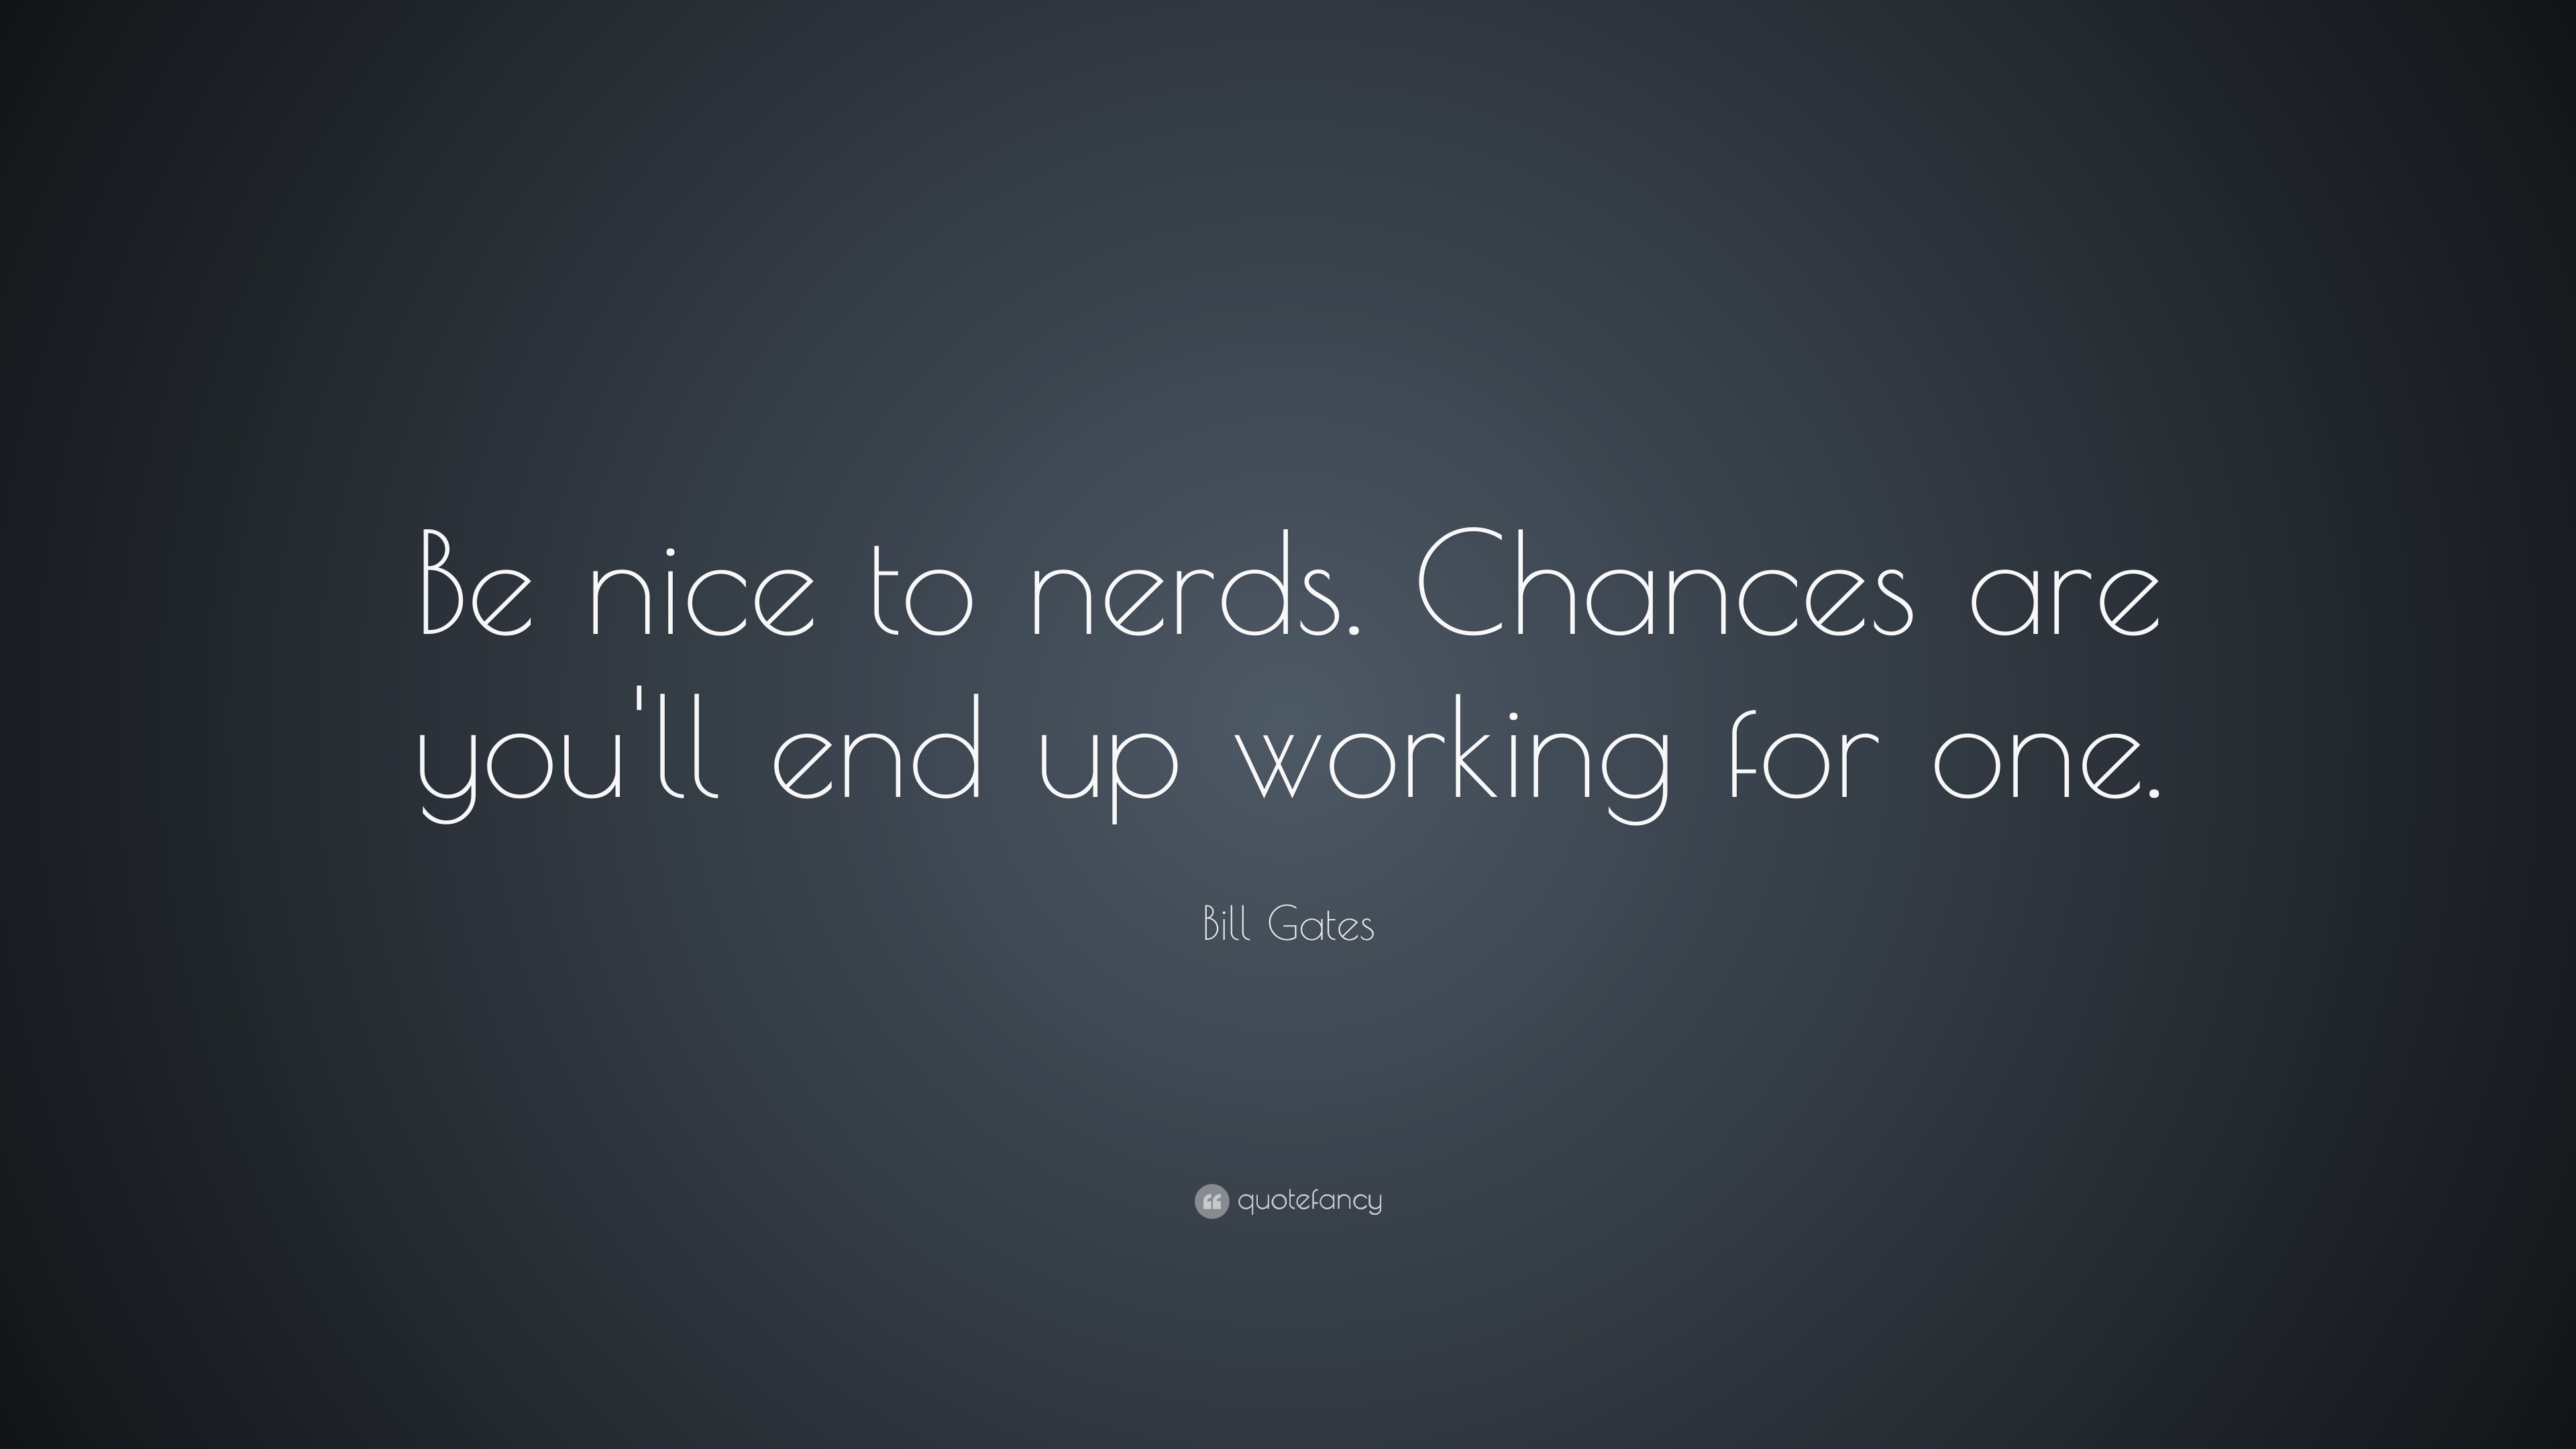 Be nice to nerds. Chances are
you'll end up working for one.
Bill Gates
quotefancy